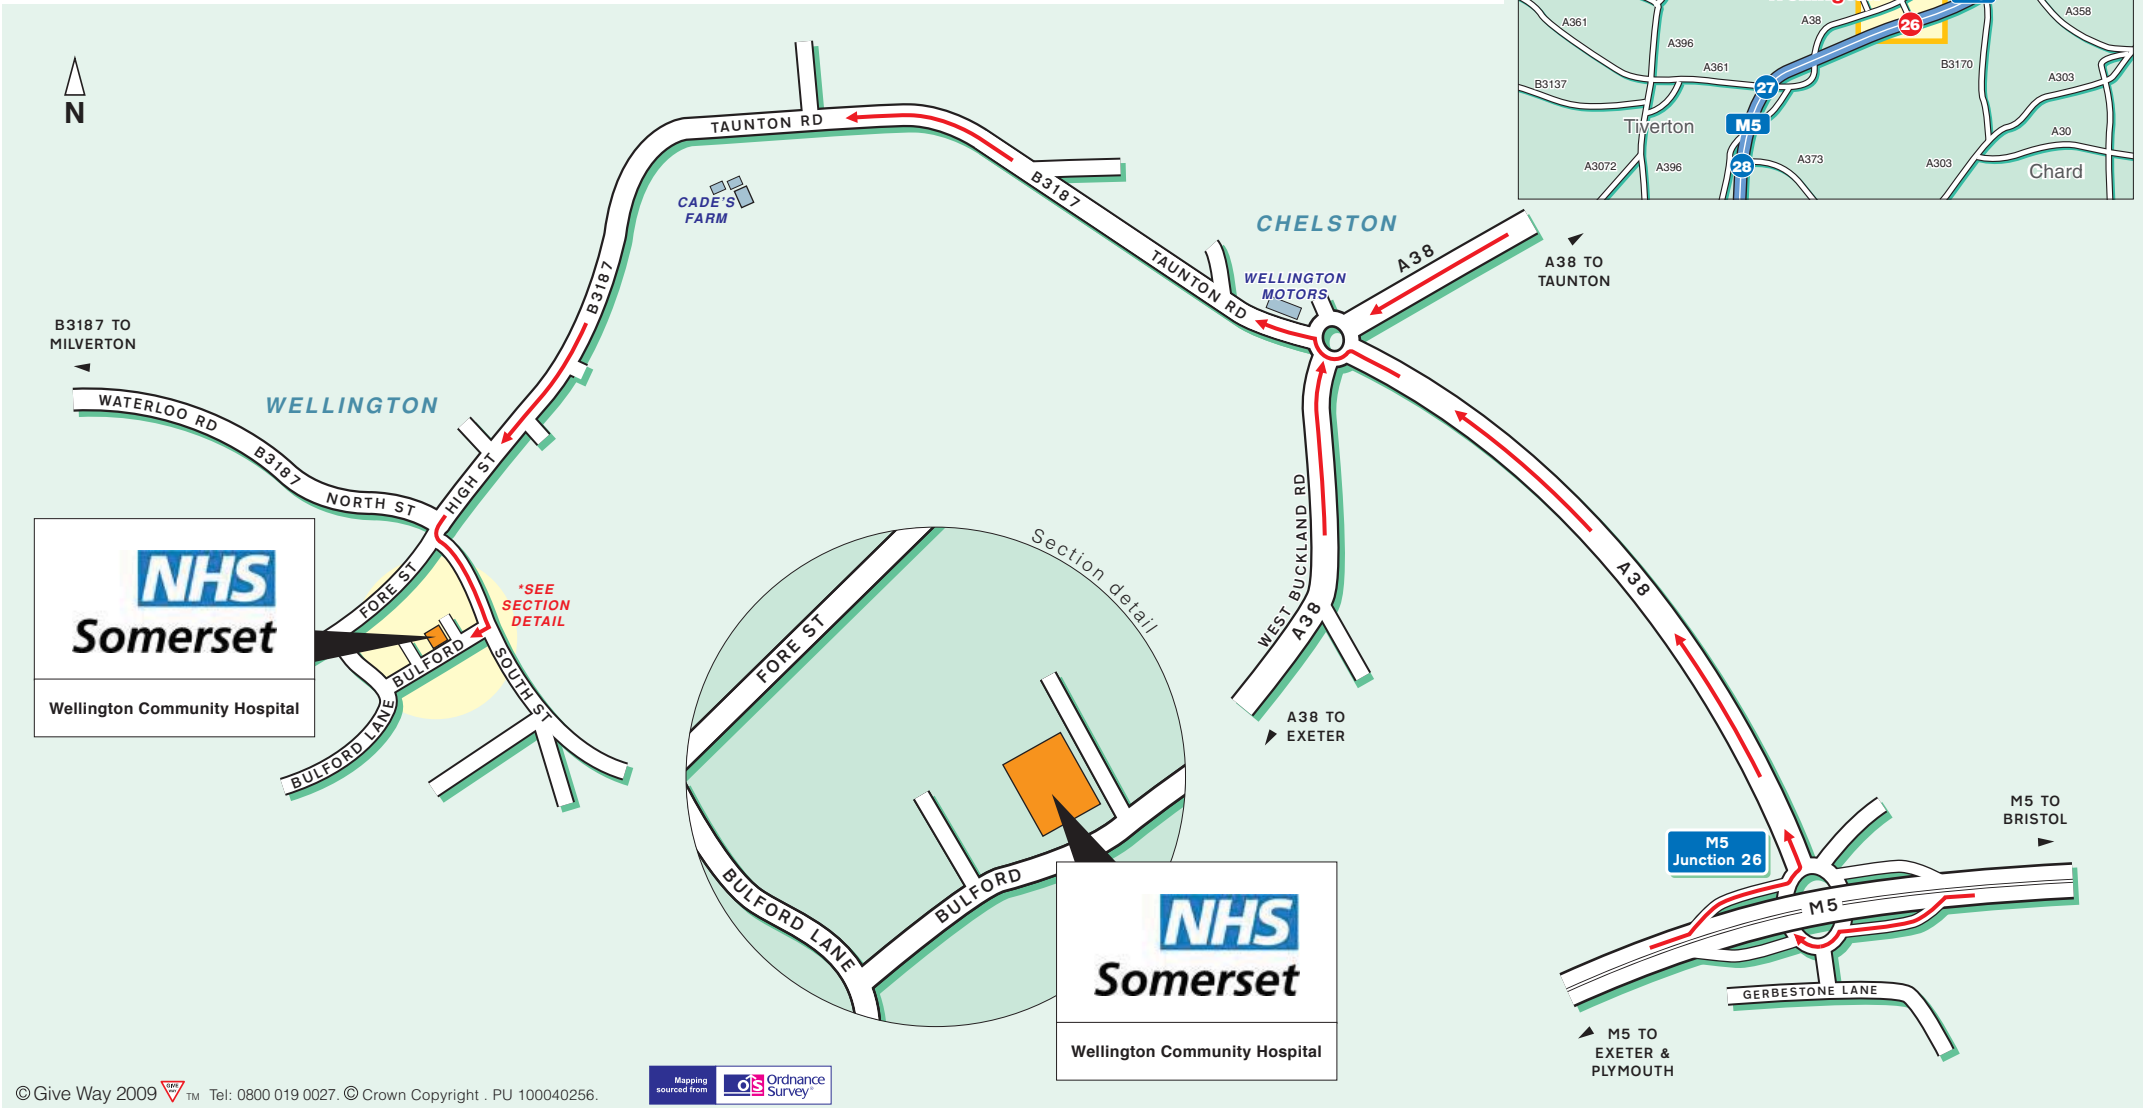 N
TAUNTON RD
B3187
TAUNTON RD
B3187
CADE'S
FARM
CHELSTON
WELLINGTON
MOTORS
A38
A38 TO
TAUNTON
B3187 TO
MILVERTON
WELLINGTON
WATERLOO RD
B3187
NORTH ST
HIGH ST
FORE ST
*SEE
SECTION
DETAIL
BULFORD
SOUTH ST
BULFORD LANE
NHS
Somerset
Wellington Community Hospital
Section detail
FORE ST
BULFORD LANE
BULFORD
NHS
Somerset
Wellington Community Hospital
WEST BUCKLAND RD
A38
A38 TO
EXETER
A38
M5
Junction 26
M5 TO
BRISTOL
M5
GERBESTONE LANE
M5 TO
EXETER &
PLYMOUTH
A361
A396
A38
26
A358
B3137
A361
27
B3170
A303
Tiverton
M5
A30
A3072
A396
28
A373
A303
Chard
© Give Way 2009 GIVE WAY TM Tel: 0800 019 0027. © Crown Copyright . PU 100040256.
Mapping
sourced from
OS Ordnance
Survey®